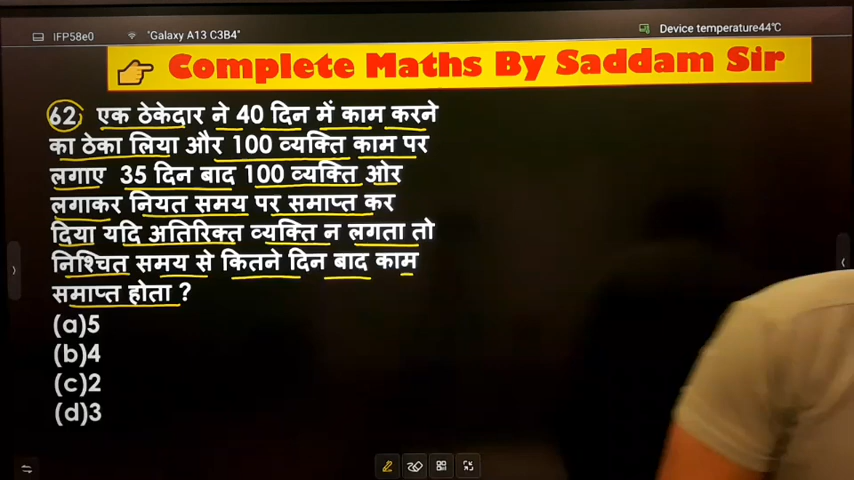 IFP58e0
'Galaxy A13 C3B4"
Device temperature44℃
Complete Maths By Saddam Sir
62. एक ठेकेदार ने 40 दिन में काम करने
का ठेका लिया और 100 व्यक्ति काम पर
लगाए 35 दिन बाद 100 व्यक्ति ओर
लगाकर नियत समय पर समाप्त कर
दिया यदि अतिरिक्त व्यक्ति न लगता तो
निश्चित समय से कितने दिन बाद काम
समाप्त होता ?
(a)5
(b)4
(c)2
(d)3